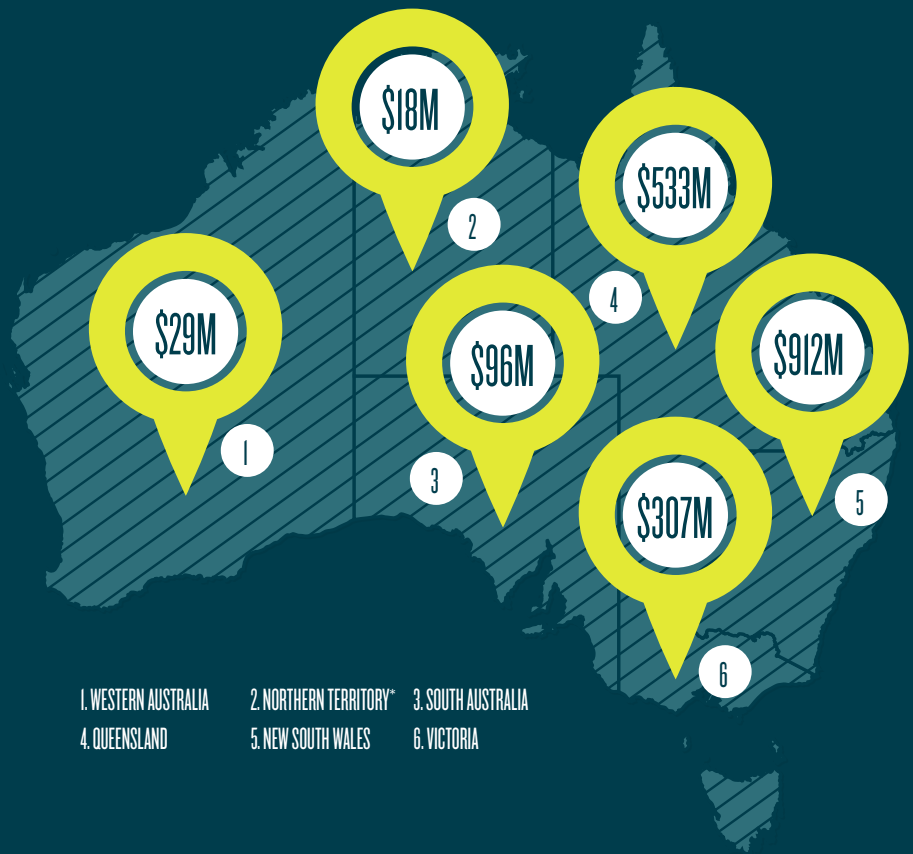 $18M
2
$533M
4
$29M
1
$96M
3
$912M
5
$307M
6
1. WESTERN AUSTRALIA
2. NORTHERN TERRITORY*
3. SOUTH AUSTRALIA
4. QUEENSLAND
5. NEW SOUTH WALES
6. VICTORIA